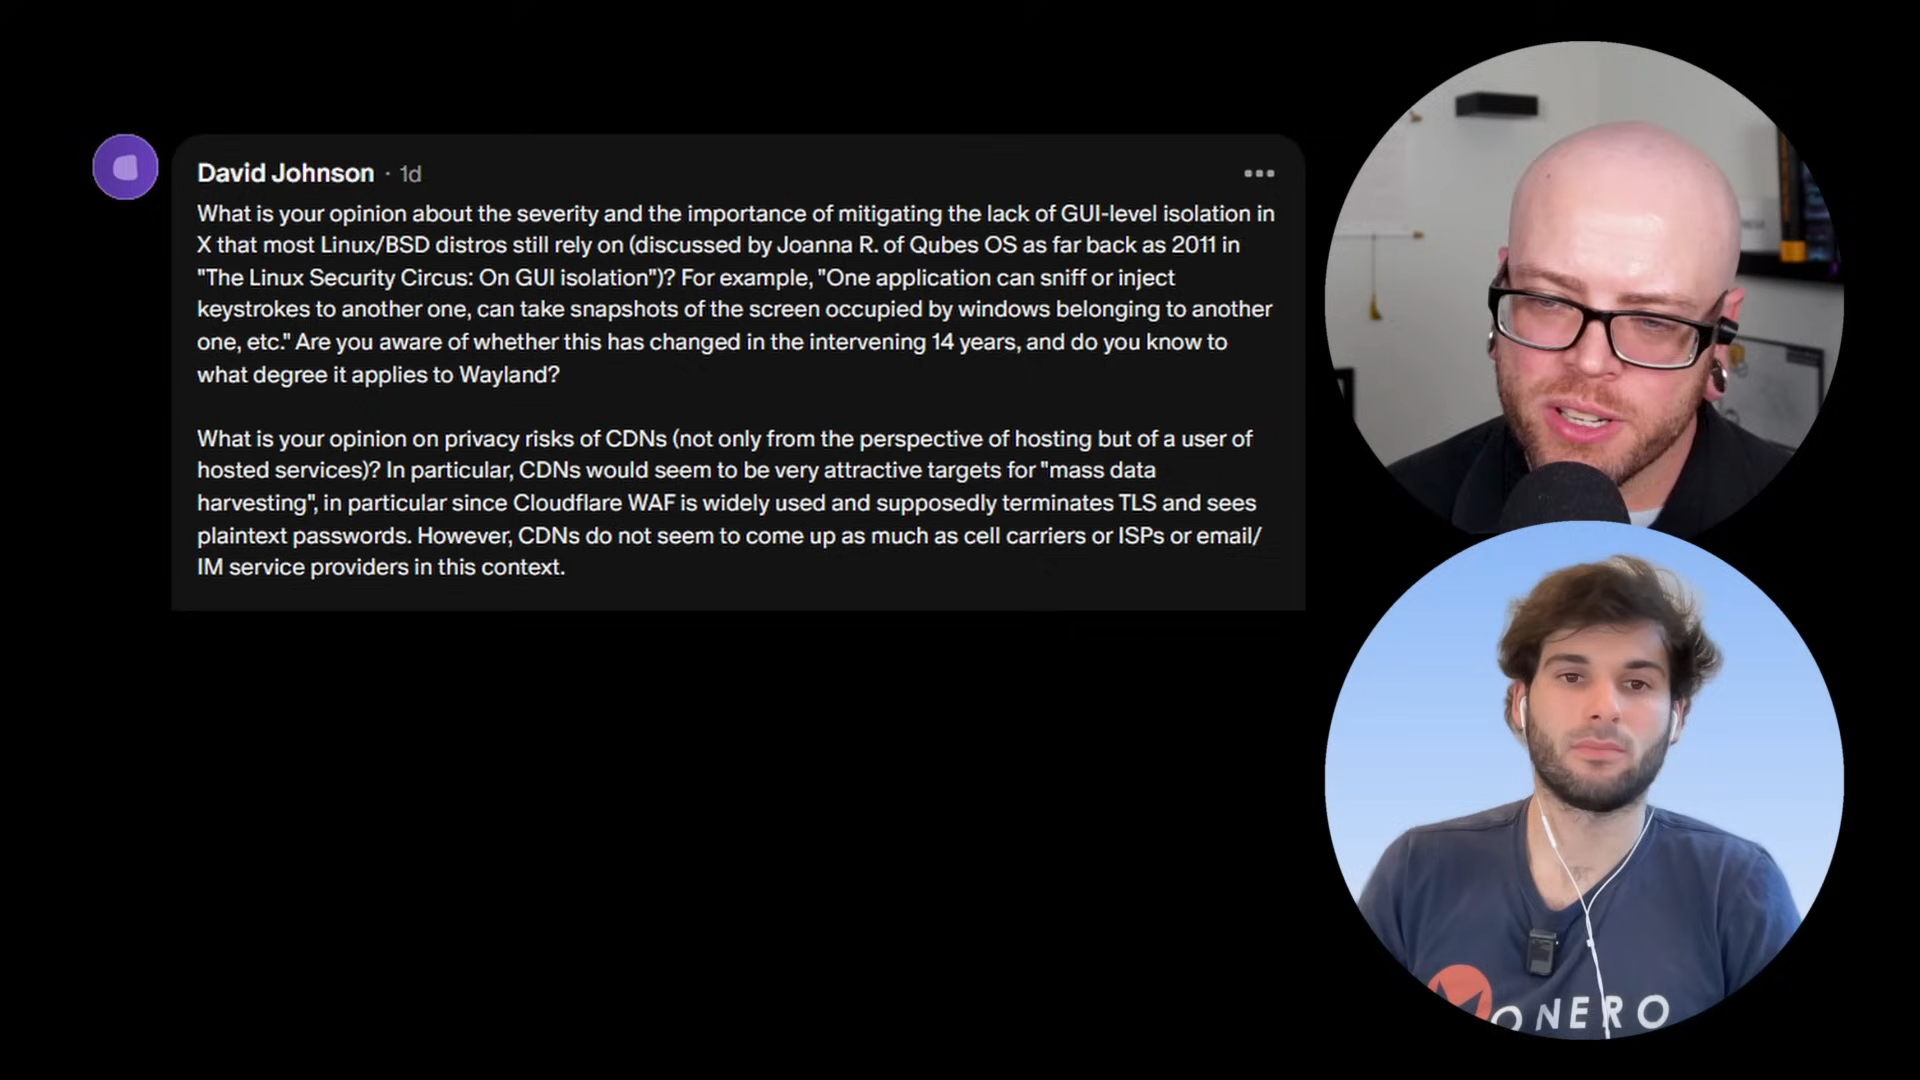 David Johnson · 1d
What is your opinion about the severity and the importance of mitigating the lack of GUI-level isolation in
X that most Linux/BSD distros still rely on (discussed by Joanna R. of Qubes OS as far back as 2011 in
"The Linux Security Circus: On GUI isolation")? For example, "One application can sniff or inject
keystrokes to another one, can take snapshots of the screen occupied by windows belonging to another
one, etc." Are you aware of whether this has changed in the intervening 14 years, and do you know to
what degree it applies to Wayland?
What is your opinion on privacy risks of CDNs (not only from the perspective of hosting but of a user of
hosted services)? In particular, CDNs would seem to be very attractive targets for "mass data
harvesting", in particular since Cloudflare WAF is widely used and supposedly terminates TLS and sees
plaintext passwords. However, CDNs do not seem to come up as much as cell carriers or ISPs or email/
IM service providers in this context.
MONERO